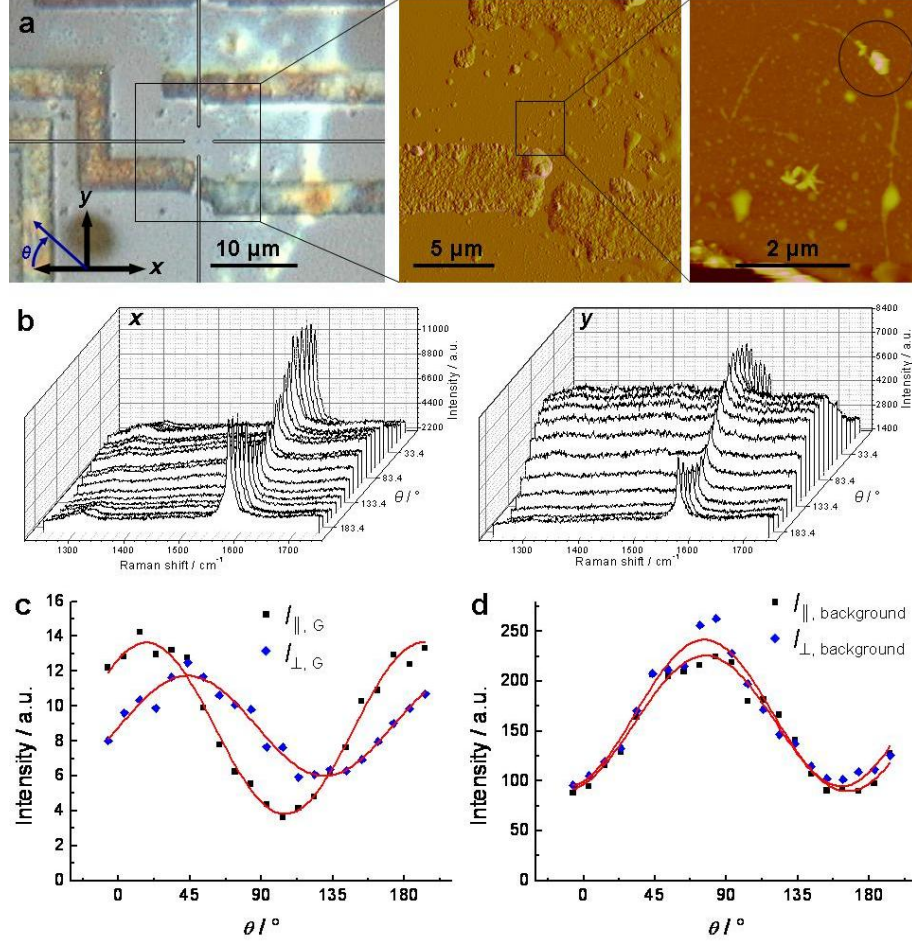 a
θ
y
x
10 µm
5 µm
2 µm
b
x
11000
8800
6600
4400
2200
Intensity / a.u.
33.4
83.4
133.4
183.4
θ / °
1300
1400
1500
1600
1700
Raman shift / cm⁻¹
y
8400
7000
5600
4200
2800
1400
Intensity / a.u.
33.4
83.4
133.4
183.4
θ / °
1300
1400
1500
1600
1700
Raman shift / cm⁻¹
c
I∥, G
I⊥, G
16
14
12
10
8
6
4
2
0
Intensity / a.u.
0 45 90 135 180
θ / °
d
I∥, background
I⊥, background
250
200
150
100
50
0
Intensity / a.u.
0 45 90 135 180
θ / °